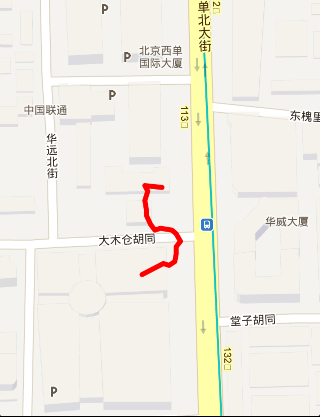 2
单北大街
P
北京西单
国际大厦
P
中国联通
113
东槐里
华远北街
华威大厦
大木仓胡同
堂子胡同
132
P